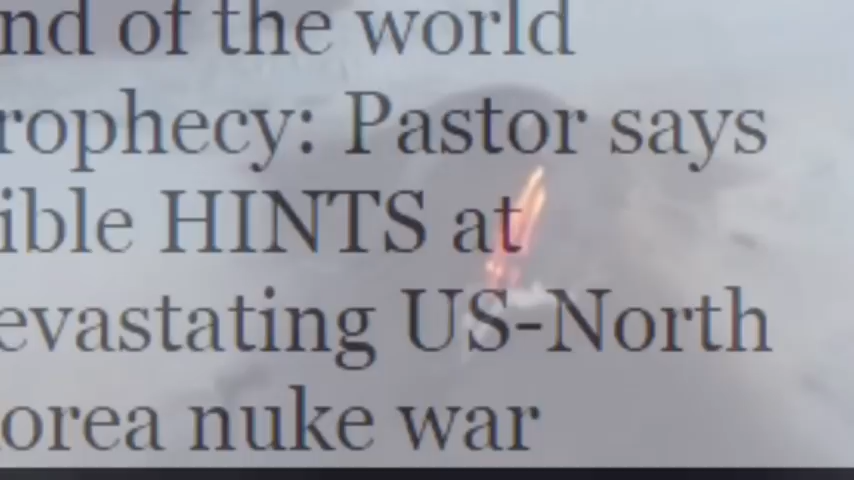 nd of the world
rophecy: Pastor says
ible HINTS at
evastating US-North
orea nuke war